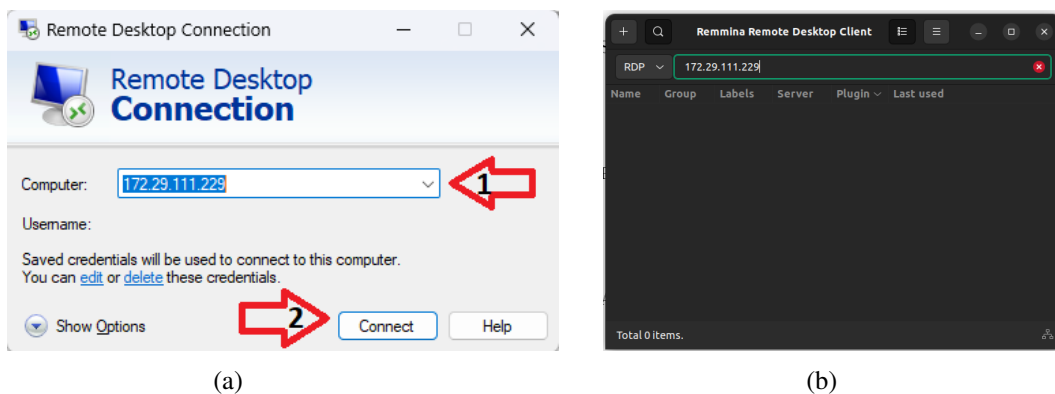 Remote Desktop Connection
Remote Desktop
Connection
Computer: 172.29.111.229
1
Username:
Saved credentials will be used to connect to this computer.
You can edit or delete these credentials.
Show Options
2
Connect
Help
(a)
Remmina Remote Desktop Client
RDP 172.29.111.229
Name Group Labels Server Plugin Last used
Total 0 items.
(b)